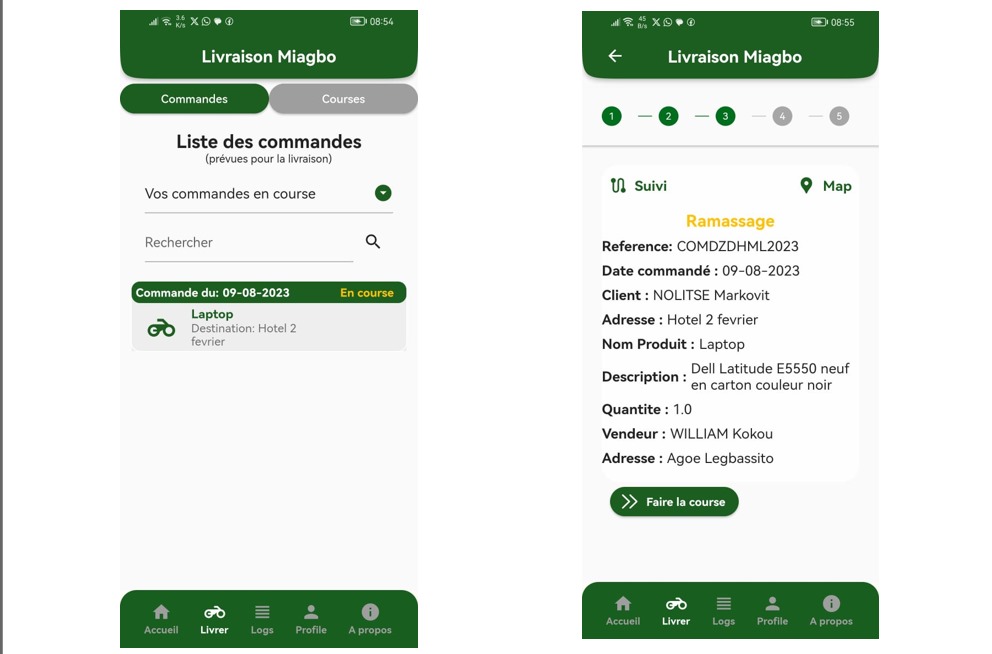 3.6
K/s
08:54
Livraison Miagbo
Commandes
Courses
Liste des commandes
(prévues pour la livraison)
Vos commandes en course
Rechercher
Commande du: 09-08-2023
En course
Laptop
Destination: Hotel 2
fevrier
Accueil
Livrer
Logs
Profile
A propos
45
B/s
08:55
Livraison Miagbo
1
2
3
4
5
Suivi
Map
Ramassage
Reference: COMDZDHML2023
Date commandé : 09-08-2023
Client : NOLITSE Markovit
Adresse : Hotel 2 fevrier
Nom Produit : Laptop
Description : Dell Latitude E5550 neuf
en carton couleur noir
Quantite : 1.0
Vendeur : WILLIAM Kokou
Adresse : Agoe Legbassito
Faire la course
Accueil
Livrer
Logs
Profile
A propos